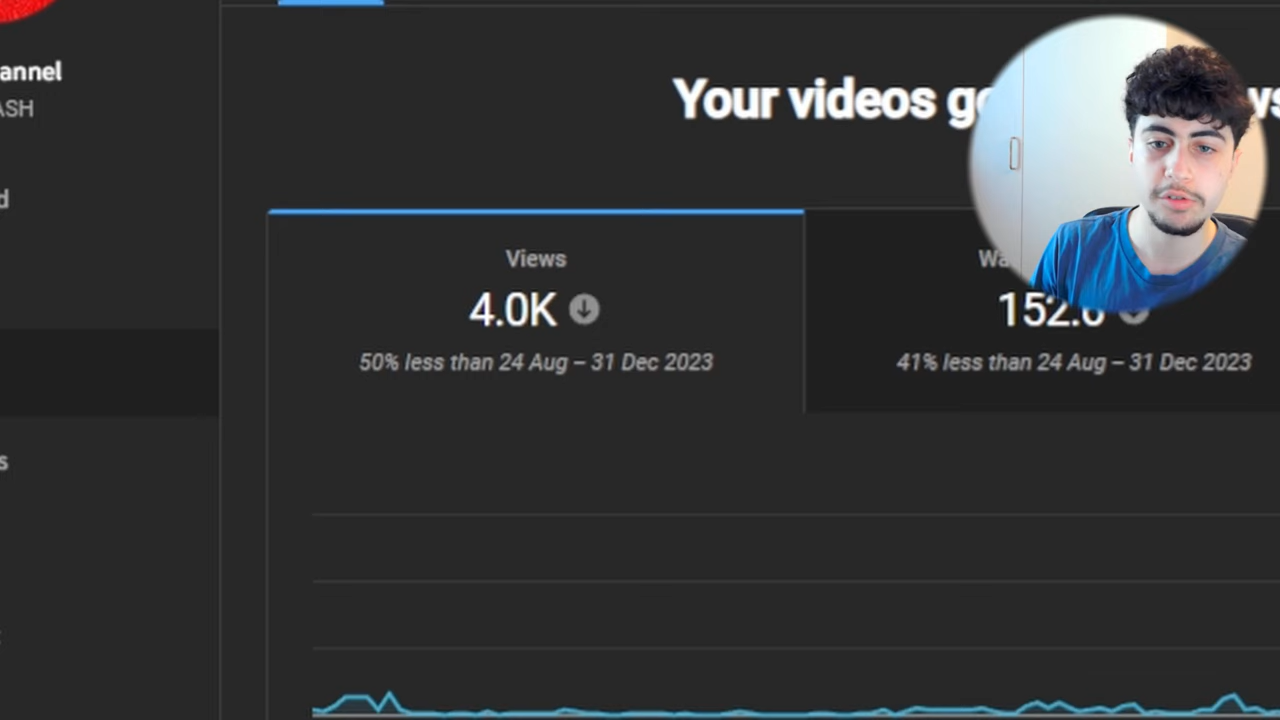 annel
ASH
d
Your videos
Views
4.0K
50% less than 24 Aug – 31 Dec 2023
41% less than 24 Aug – 31 Dec 2023
s